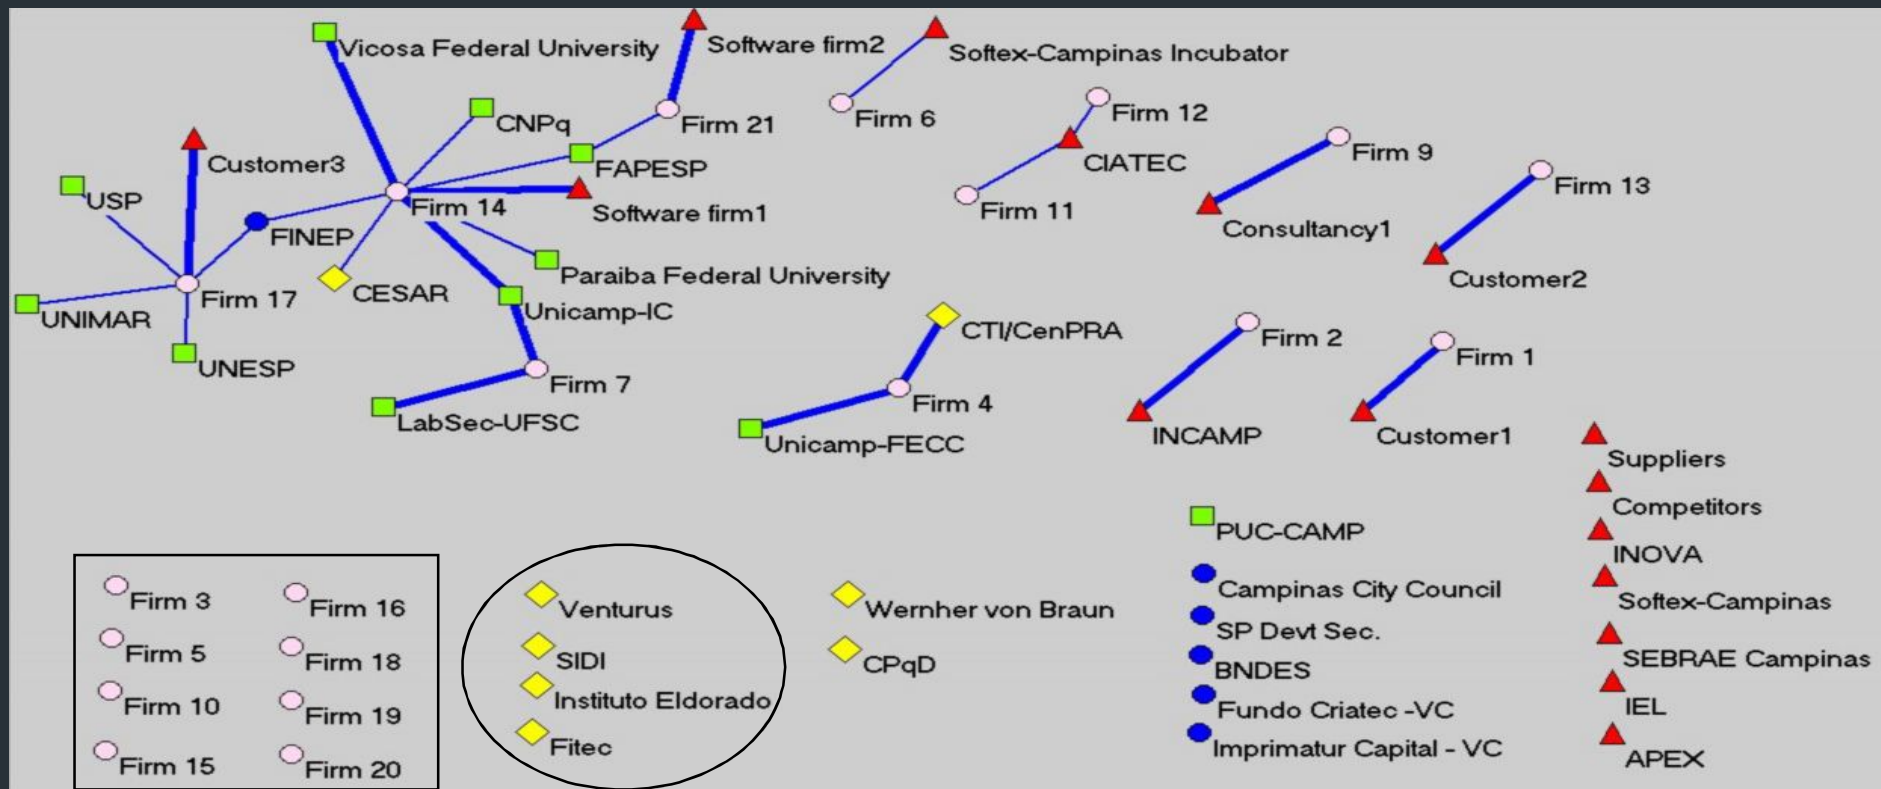 Vicosa Federal University
Software firm2
Softex-Campinas Incubator
CNPq
Firm 21
Firm 6
Firm 12
Customer3
FAPESP
CIATEC
Firm 9
USP
Firm 14
Software firm1
Firm 11
Consultancy1
Firm 13
FINEP
Paraiba Federal University
Customer2
UNIMAR
Firm 17
CESAR
Unicamp-IC
CTI/CenPRA
Firm 2
Firm 1
UNESP
Firm 7
Firm 4
LabSec-UFSC
Unicamp-FECC
INCAMP
Customer1
Suppliers
Competitors
INOVA
Softex-Campinas
SEBRAE Campinas
IEL
APEX
PUC-CAMP
Campinas City Council
SP Devt Sec.
BNDES
Fundo Criatec -VC
Imprimatur Capital - VC
Firm 3
Firm 5
Firm 10
Firm 15
Firm 16
Firm 18
Firm 19
Firm 20
Venturus
SIDI
Instituto Eldorado
Fitec
Wernher von Braun
CPqD